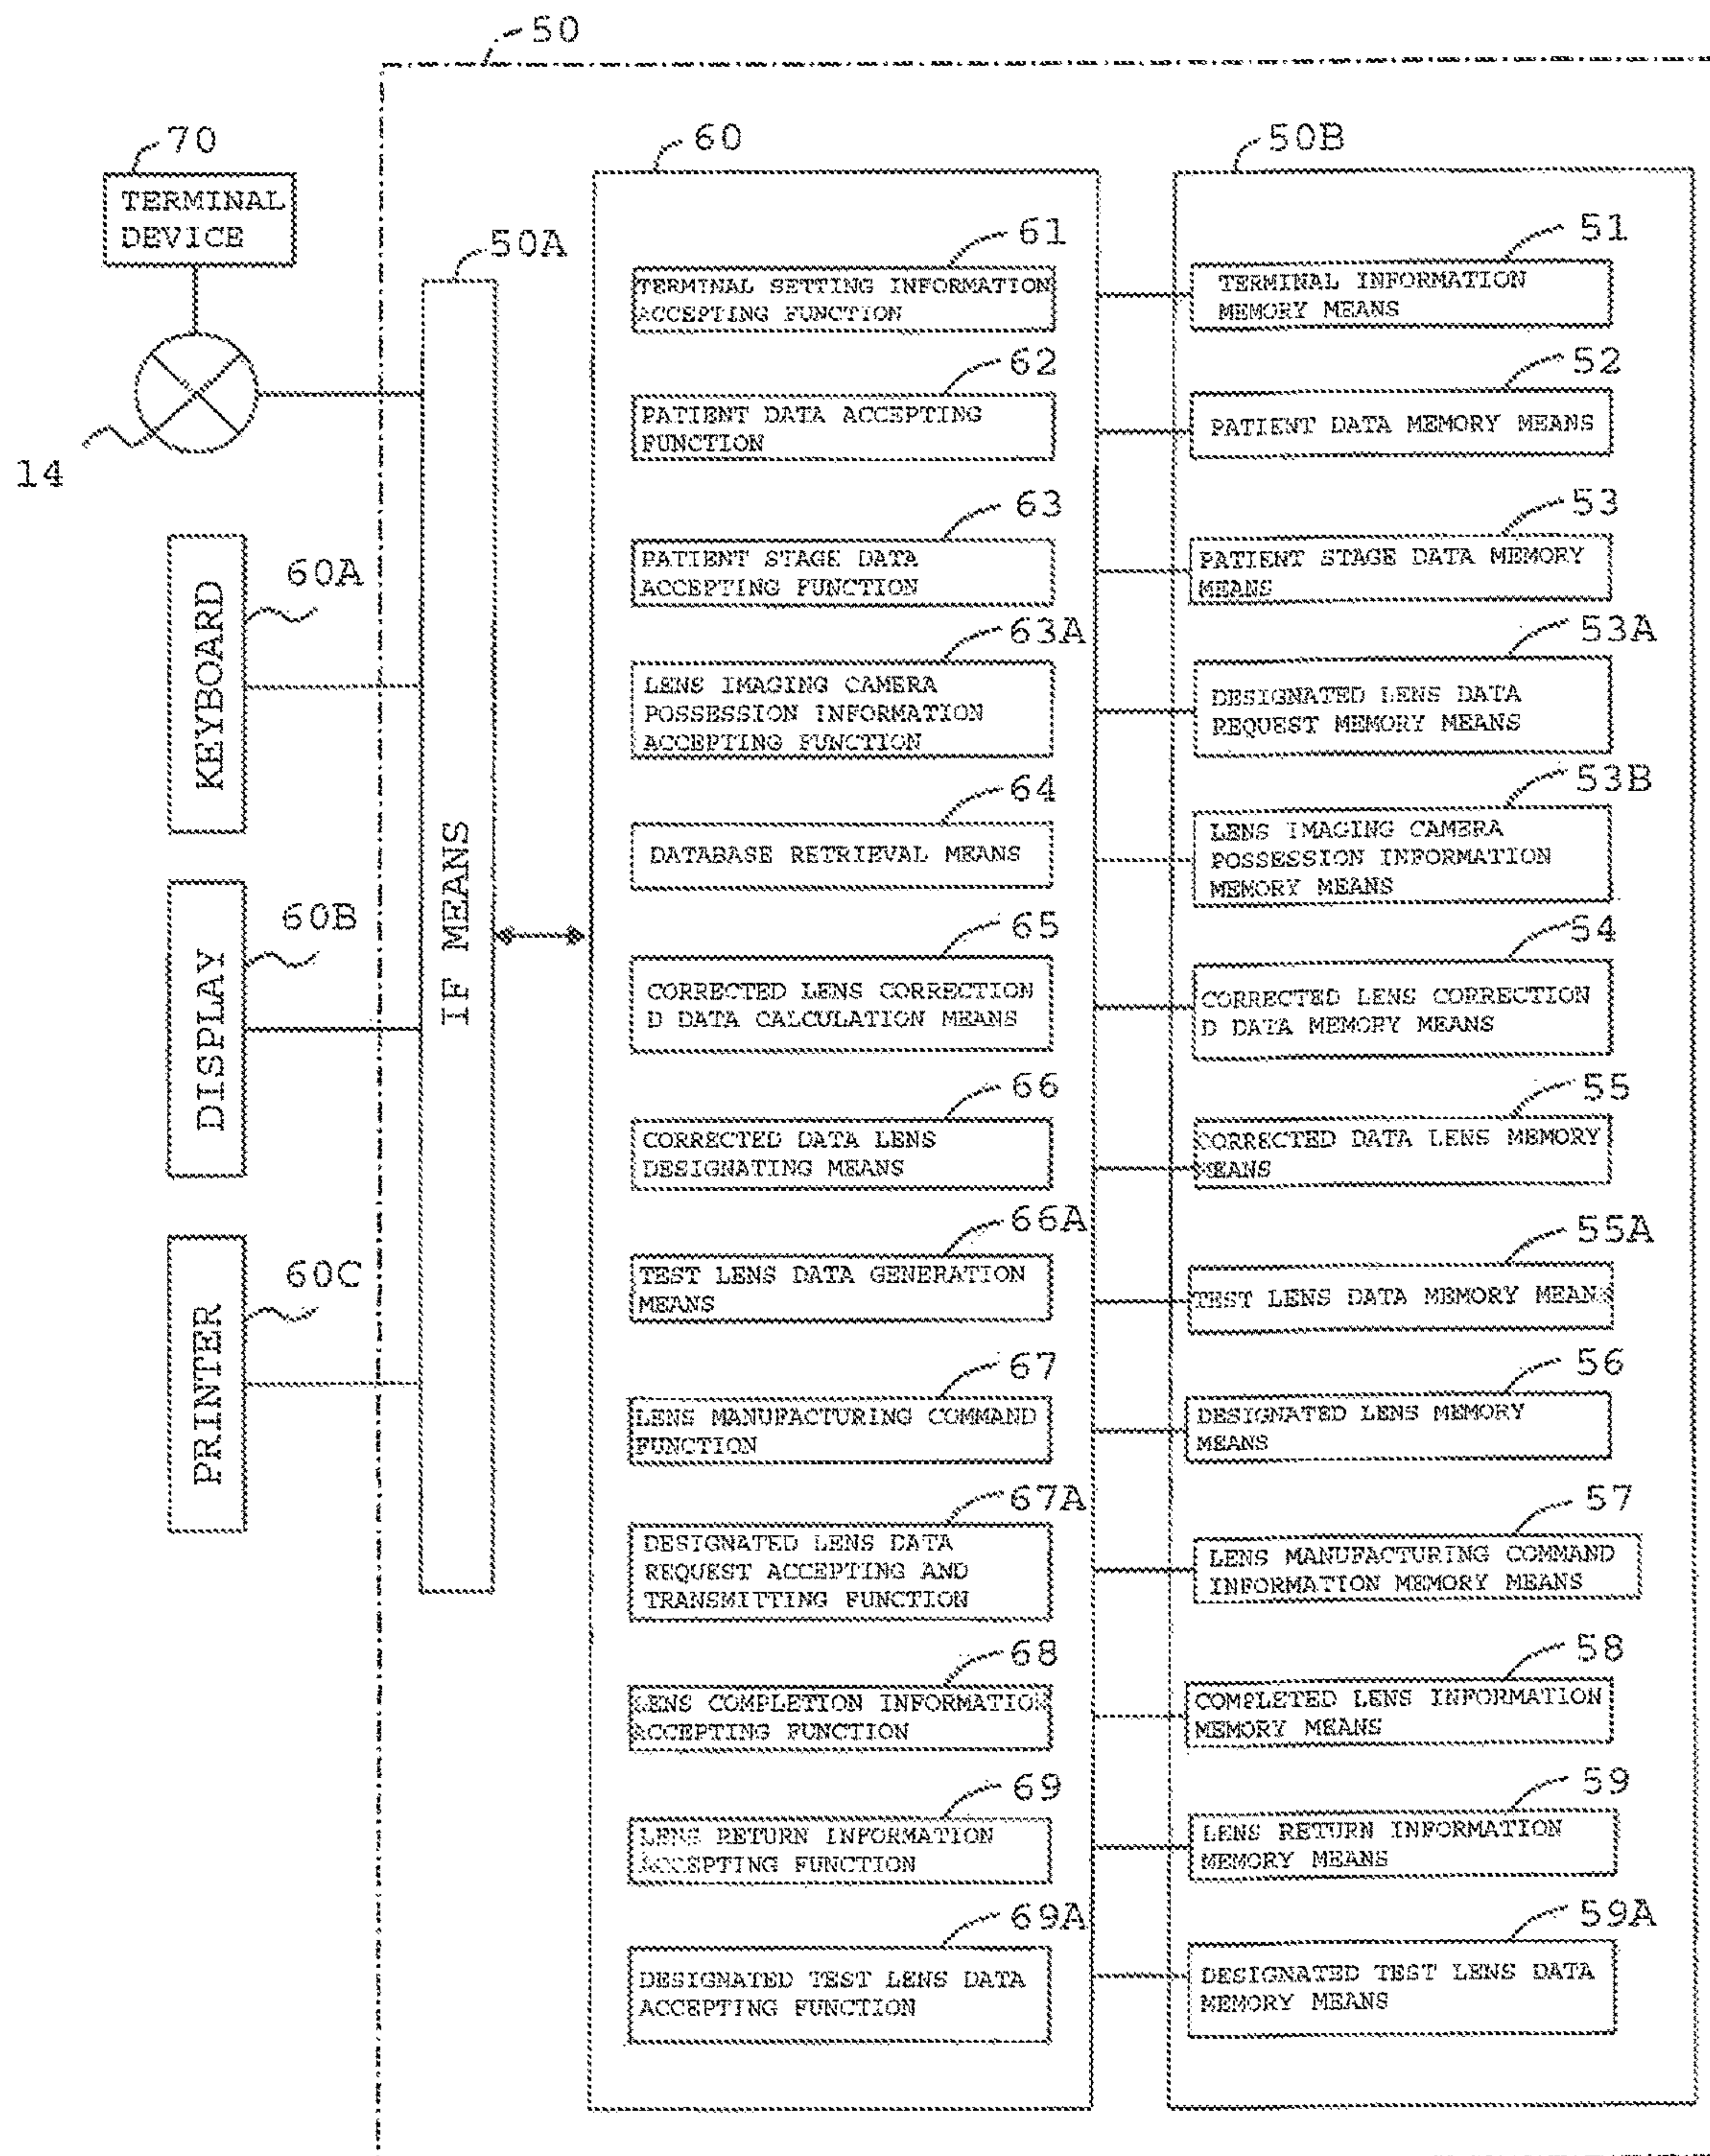 50
70
TERMINAL
DEVICE
14
KEYBOARD
60A
DISPLAY
60B
PRINTER
60C
50A
IF MEANS
60
61
TERMINAL SETTING INFORMATION
ACCEPTING FUNCTION
62
PATIENT DATA ACCEPTING
FUNCTION
63
PATIENT STAGE DATA
ACCEPTING FUNCTION
63A
LENS IMAGING CAMERA
POSSESSION INFORMATION
ACCEPTING FUNCTION
64
DATABASE RETRIEVAL MEANS
65
CORRECTED LENS CORRECTION
D DATA CALCULATION MEANS
66
CORRECTED DATA LENS
DESIGNATING MEANS
66A
TEST LENS DATA GENERATION
MEANS
67
LENS MANUFACTURING COMMAND
FUNCTION
67A
DESIGNATED LENS DATA
REQUEST ACCEPTING AND
TRANSMITTING FUNCTION
68
LENS COMPLETION INFORMATION
ACCEPTING FUNCTION
69
LENS RETURN INFORMATION
ACCEPTING FUNCTION
69A
DESIGNATED TEST LENS DATA
ACCEPTING FUNCTION
50B
51
TERMINAL INFORMATION
MEMORY MEANS
52
PATIENT DATA MEMORY MEANS
53
PATIENT STAGE DATA MEMORY
MEANS
53A
DESIGNATED LENS DATA
REQUEST MEMORY MEANS
53B
LENS IMAGING CAMERA
POSSESSION INFORMATION
MEMORY MEANS
54
CORRECTED LENS CORRECTION
D DATA MEMORY MEANS
55
CORRECTED DATA LENS MEMORY
MEANS
55A
TEST LENS DATA MEMORY MEANS
56
DESIGNATED LENS MEMORY
MEANS
57
LENS MANUFACTURING COMMAND
INFORMATION MEMORY MEANS
58
COMPLETED LENS INFORMATION
MEMORY MEANS
59
LENS RETURN INFORMATION
MEMORY MEANS
59A
DESIGNATED TEST LENS DATA
MEMORY MEANS